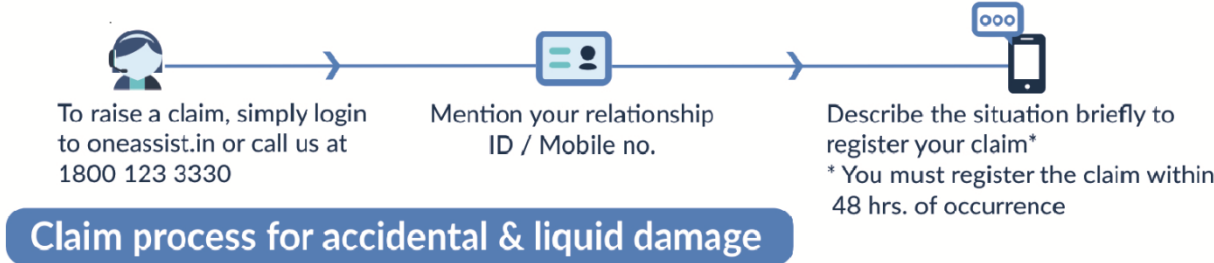 To raise a claim, simply login
to oneassist.in or call us at
1800 123 3330
Mention your relationship
ID / Mobile no.
Describe the situation briefly to
register your claim*
* You must register the claim within
48 hrs. of occurrence
Claim process for accidental & liquid damage